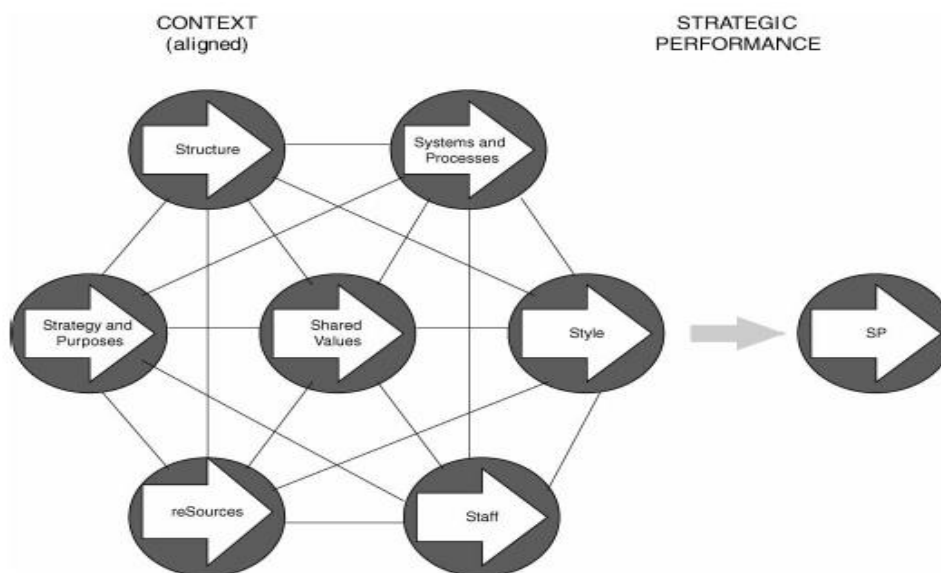 CONTEXT
(aligned)
STRATEGIC
PERFORMANCE
Structure
Systems and
Processes
Strategy and
Purposes
Shared
Values
Style
SP
reSources
Staff